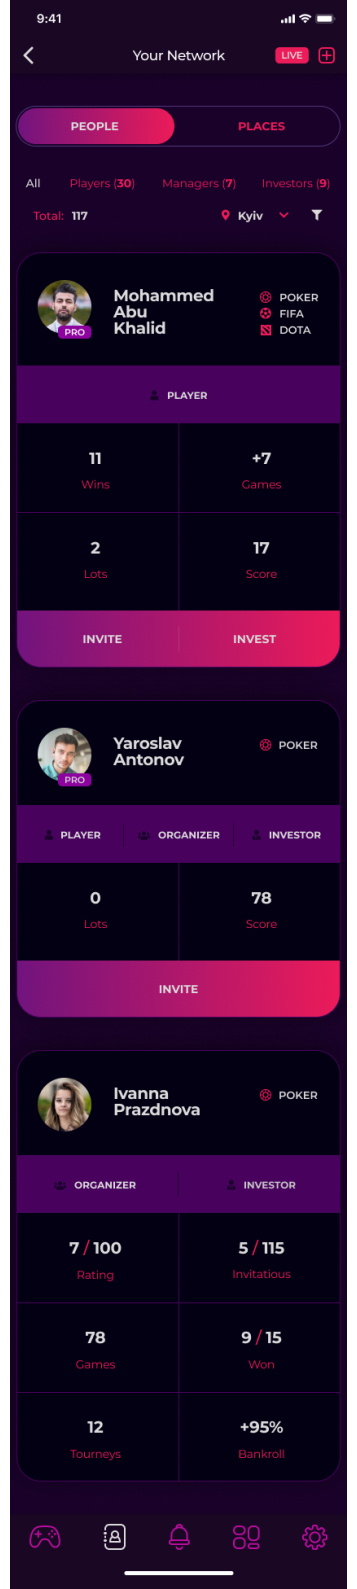 9:41
Your Network LIVE
PEOPLE PLACES
All Players (30) Managers (7) Investors (9)
Total: 117 Kyiv
Mohammed
Abu
Khalid
PRO
POKER
FIFA
DOTA
PLAYER
11 +7
Wins Games
2 17
Lots Score
INVITE INVEST
Yaroslav
Antonov
PRO
POKER
PLAYER ORGANIZER INVESTOR
0 78
Lots Score
INVITE
Ivanna
Prazdnova
POKER
ORGANIZER INVESTOR
7 / 100 5 / 115
Rating Invitatious
78 9 / 15
Games Won
12 +95%
Tourneys Bankroll